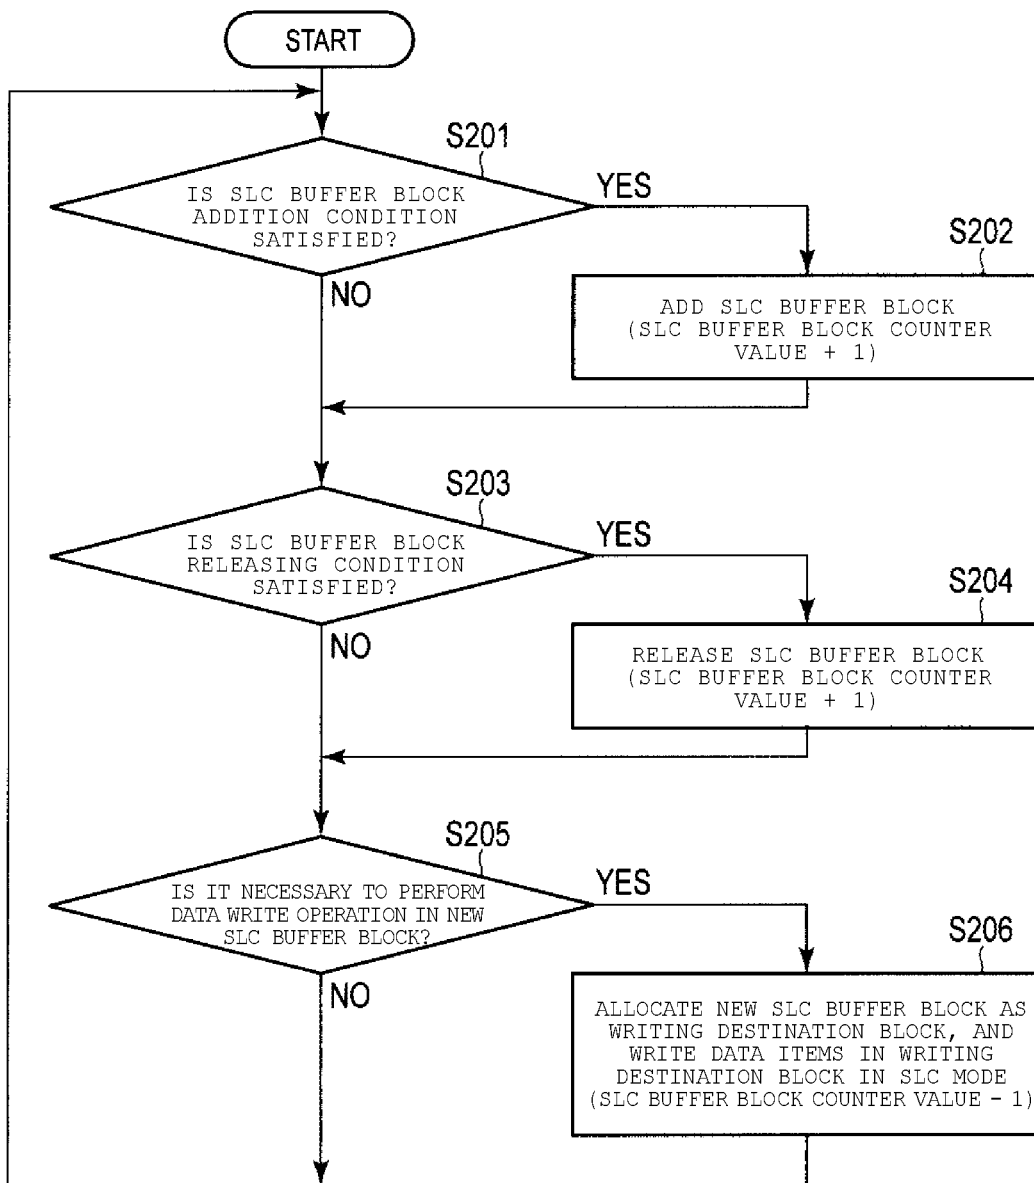 START
S201
IS SLC BUFFER BLOCK
ADDITION CONDITION
SATISFIED?
YES
NO
S202
ADD SLC BUFFER BLOCK
(SLC BUFFER BLOCK COUNTER
VALUE + 1)
S203
IS SLC BUFFER BLOCK
RELEASING CONDITION
SATISFIED?
YES
NO
S204
RELEASE SLC BUFFER BLOCK
(SLC BUFFER BLOCK COUNTER
VALUE + 1)
S205
IS IT NECESSARY TO PERFORM
DATA WRITE OPERATION IN NEW
SLC BUFFER BLOCK?
YES
NO
S206
ALLOCATE NEW SLC BUFFER BLOCK AS
WRITING DESTINATION BLOCK, AND
WRITE DATA ITEMS IN WRITING
DESTINATION BLOCK IN SLC MODE
(SLC BUFFER BLOCK COUNTER VALUE - 1)